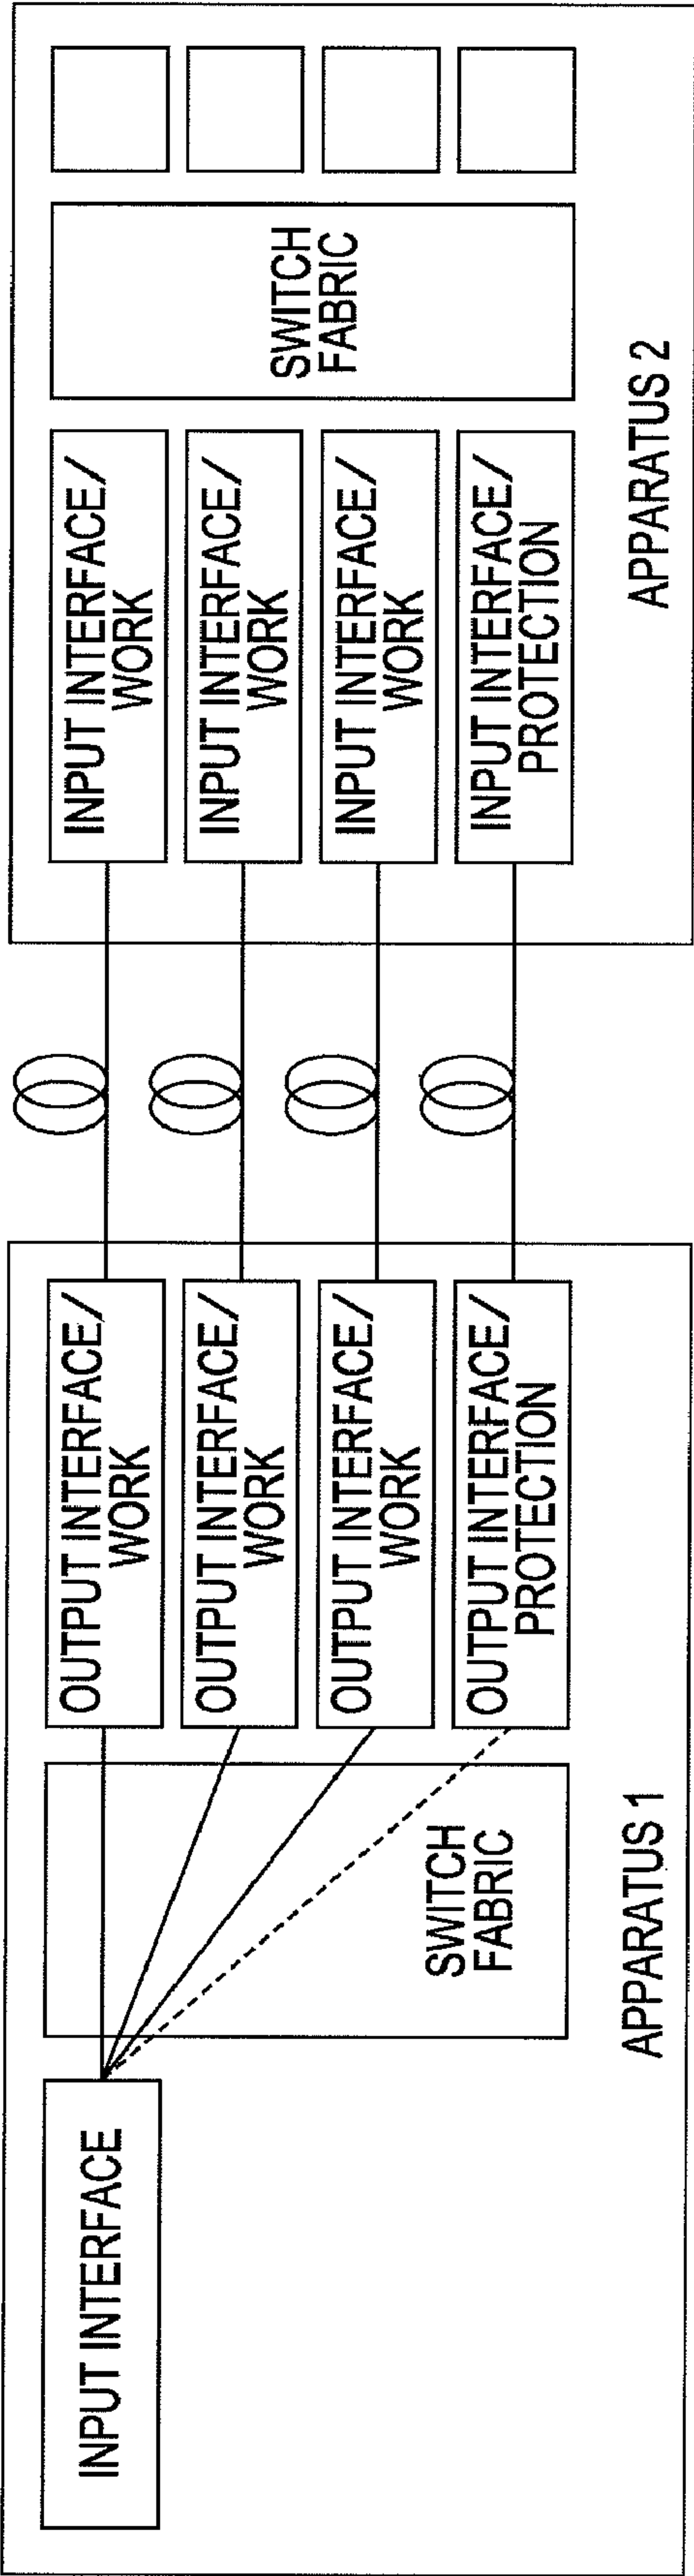 INPUT INTERFACE
SWITCH
FABRIC
OUTPUT INTERFACE/
WORK
OUTPUT INTERFACE/
WORK
OUTPUT INTERFACE/
WORK
OUTPUT INTERFACE/
PROTECTION
APPARATUS 1
INPUT INTERFACE/
WORK
INPUT INTERFACE/
WORK
INPUT INTERFACE/
WORK
INPUT INTERFACE/
PROTECTION
SWITCH
FABRIC
APPARATUS 2